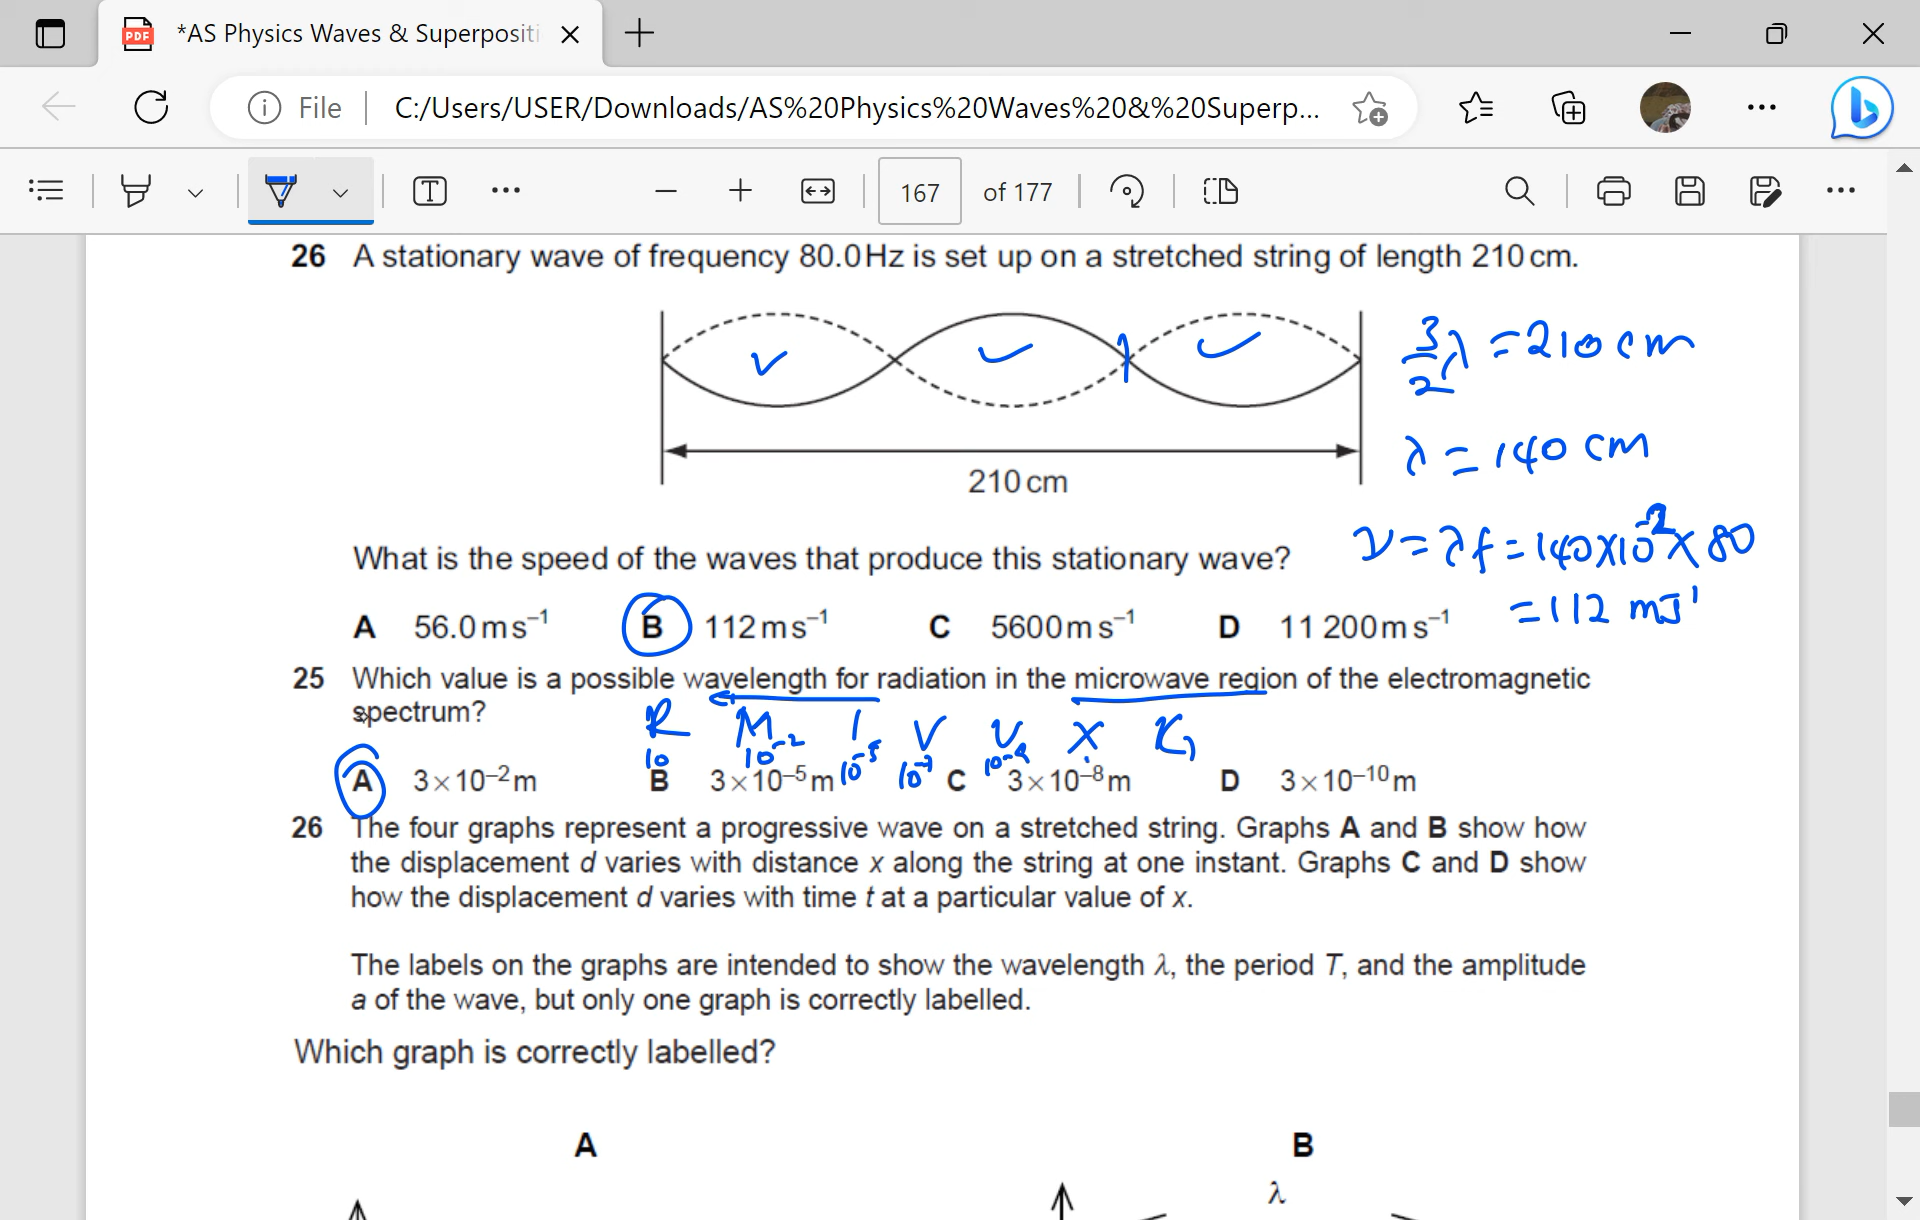 *AS Physics Waves & Superpositi
File C:/Users/USER/Downloads/AS%20Physics%20Waves%20&%20Superp...
167 of 177
26 A stationary wave of frequency 80.0 Hz is set up on a stretched string of length 210 cm.
3/2 λ = 210 cm
λ = 140 cm
210 cm
v = λf = 140×10⁻²×80
What is the speed of the waves that produce this stationary wave?
= 112 ms⁻¹
A 56.0 m s⁻¹ B 112 m s⁻¹ C 5600 m s⁻¹ D 11 200 m s⁻¹
25 Which value is a possible wavelength for radiation in the microwave region of the electromagnetic
spectrum?
R M I V U X
10 10⁻² 10⁻⁵ 10⁻⁷
A 3 × 10⁻² m B 3 × 10⁻⁵ m C 3 × 10⁻⁸ m D 3 × 10⁻¹⁰ m
26 The four graphs represent a progressive wave on a stretched string. Graphs A and B show how
the displacement d varies with distance x along the string at one instant. Graphs C and D show
how the displacement d varies with time t at a particular value of x.
The labels on the graphs are intended to show the wavelength λ, the period T, and the amplitude
a of the wave, but only one graph is correctly labelled.
Which graph is correctly labelled?
A B
λ